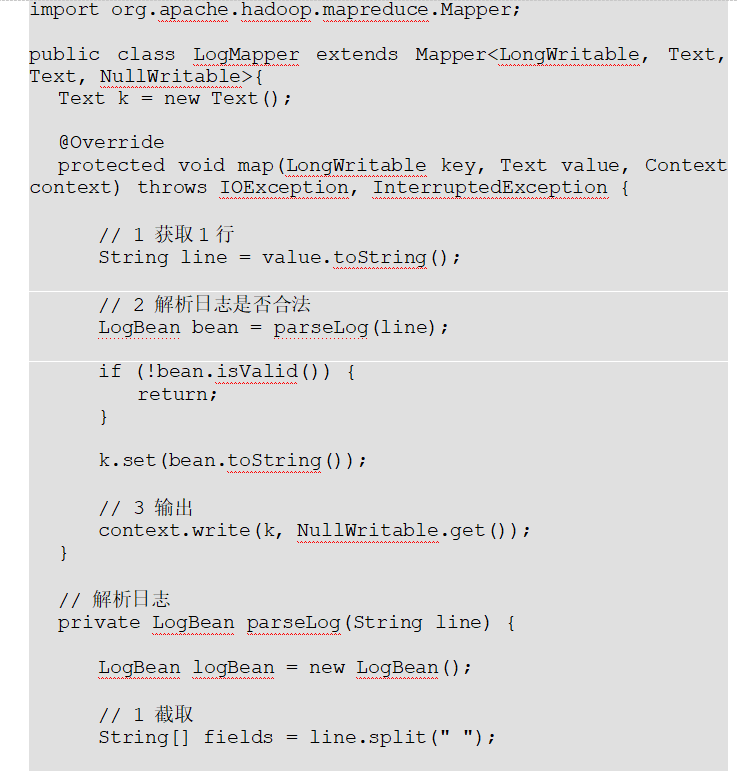 import org.apache.hadoop.mapreduce.Mapper;
public class LogMapper extends Mapper<LongWritable, Text,
Text, NullWritable>{
Text k = new Text();
@Override
protected void map(LongWritable key, Text value, Context
context) throws IOException, InterruptedException {
// 1 获取１行
String line = value.toString();
// 2 解析日志是否合法
LogBean bean = parseLog(line);
if (!bean.isValid()) {
return;
}
k.set(bean.toString());
// 3 输出
context.write(k, NullWritable.get());
}
// 解析日志
private LogBean parseLog(String line) {
LogBean logBean = new LogBean();
// 1 截取
String[] fields = line.split(" ");